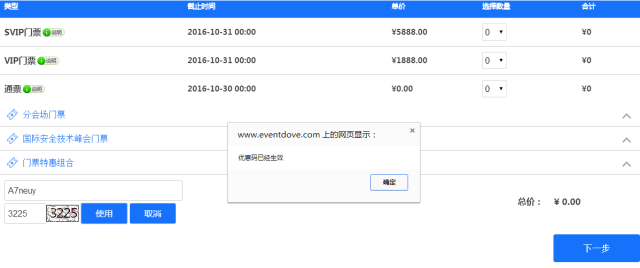 类型 截止时间 单价 选择数量 合计
SVIP门票 说明 2016-10-31 00:00 ¥5888.00 0 ¥0
VIP门票 说明 2016-10-31 00:00 ¥1888.00 0 ¥0
通票 说明 2016-10-30 00:00 ¥0.00 0 ¥0
分会场门票
国际安全技术峰会门票
门票特惠组合
www.eventdove.com 上的网页显示：
优惠码已经生效
确定
A7neuy
3225 3225 使用 取消
总价： ¥ 0.00
下一步